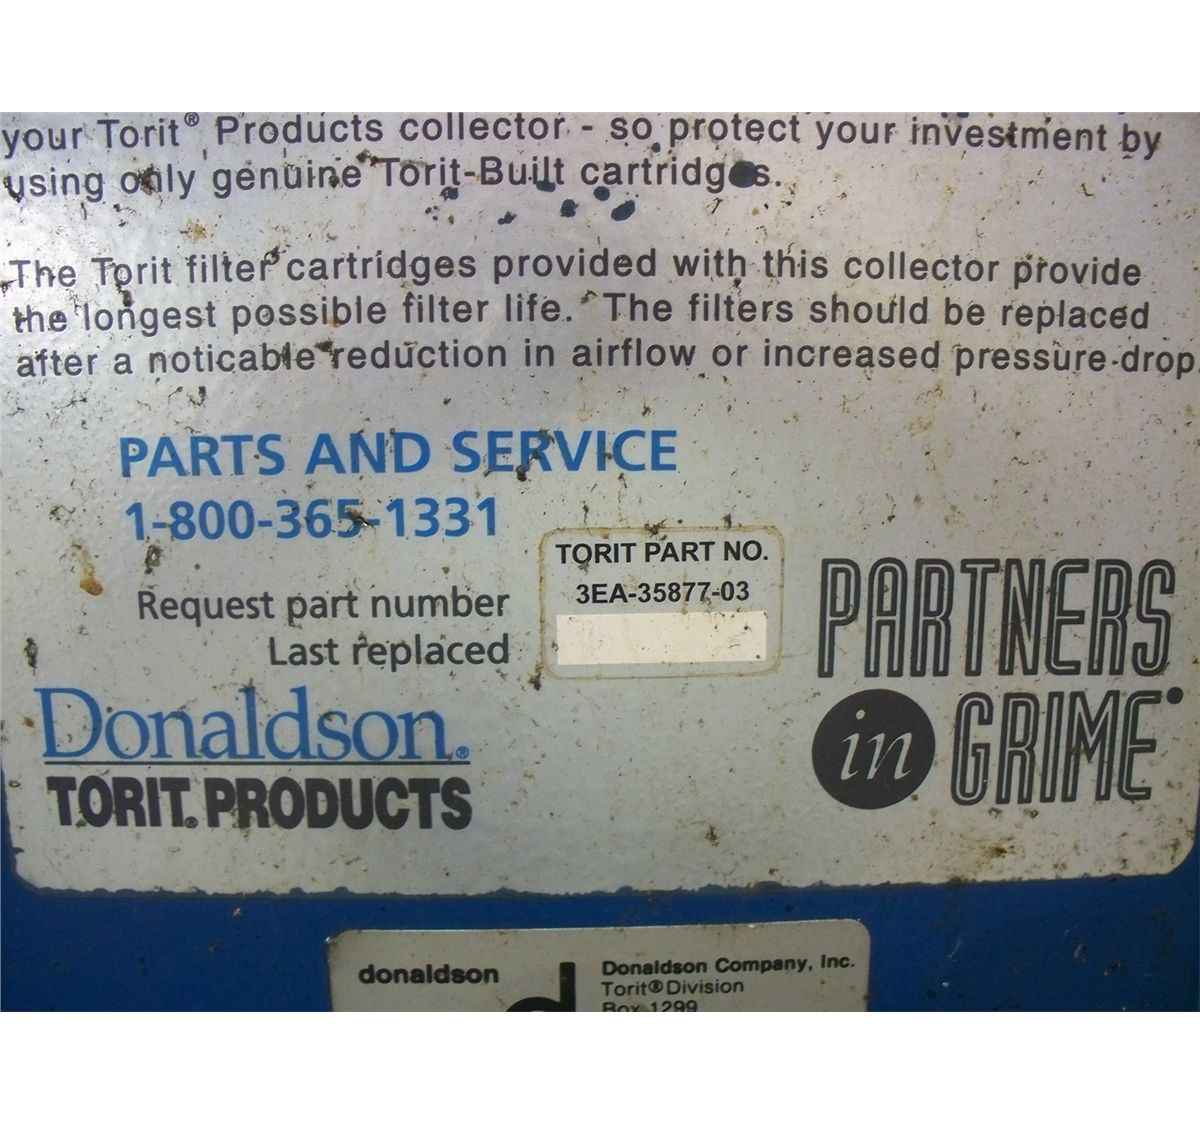 your Torit® Products collector - so protect your investment by
using only genuine Torit-Built cartridges.
The Torit filter cartridges provided with this collector provide
the longest possible filter life. The filters should be replaced
after a noticable reduction in airflow or increased pressure drop.
PARTS AND SERVICE
1-800-365-1331
Request part number
Last replaced
TORIT PART NO.
3EA-35877-03
PARTNERS
in GRIME
Donaldson®
TORIT® PRODUCTS
donaldson
d
Donaldson Company, Inc.
Torit® Division
Box 1299